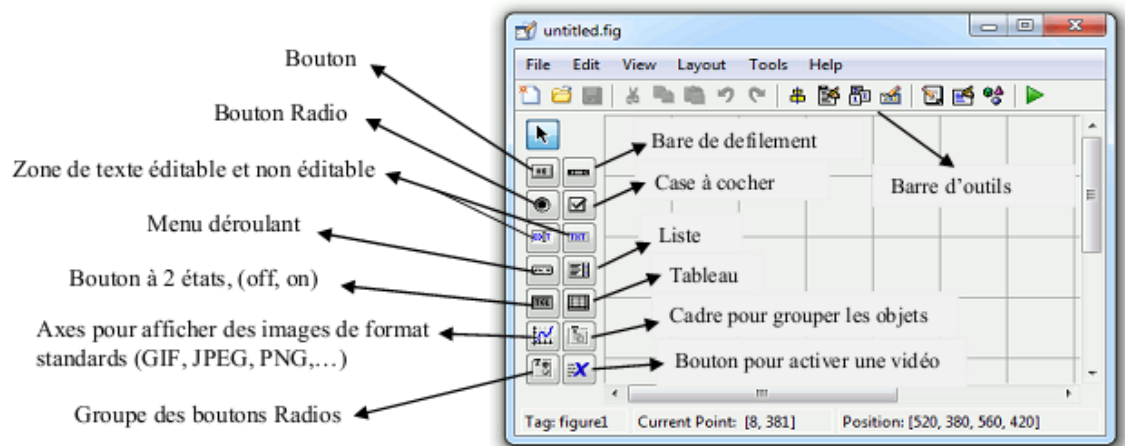 untitled.fig
File Edit View Layout Tools Help
Bouton
Bouton Radio
Zone de texte éditable et non éditable
Menu déroulant
Bouton à 2 états, (off, on)
Axes pour afficher des images de format
standards (GIF, JPEG, PNG,…)
Groupe des boutons Radios
Bare de defilement
Case à cocher
Barre d’outils
Liste
Tableau
Cadre pour grouper les objets
Bouton pour activer une vidéo
Tag: figure1 Current Point: [8, 381] Position: [520, 380, 560, 420]